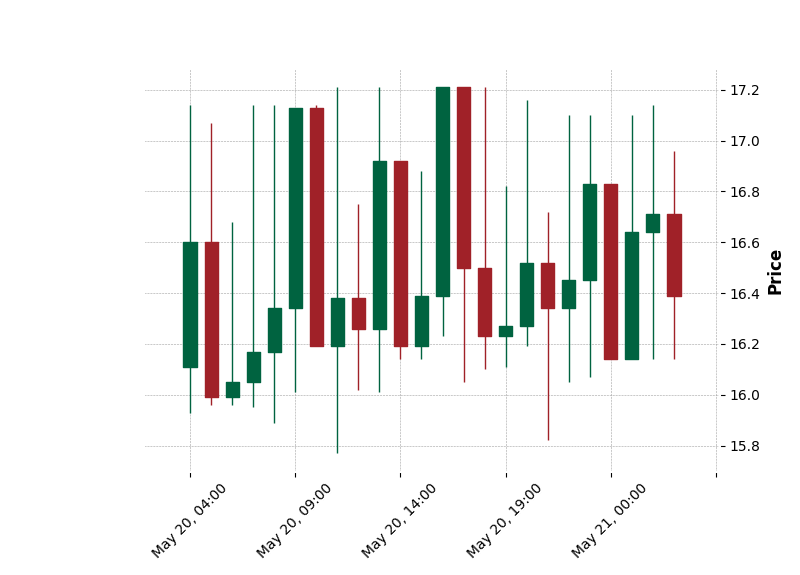 17.2
17.0
16.8
16.6
16.4
16.2
16.0
15.8
Price
May 20, 04:00
May 20, 09:00
May 20, 14:00
May 20, 19:00
May 21, 00:00